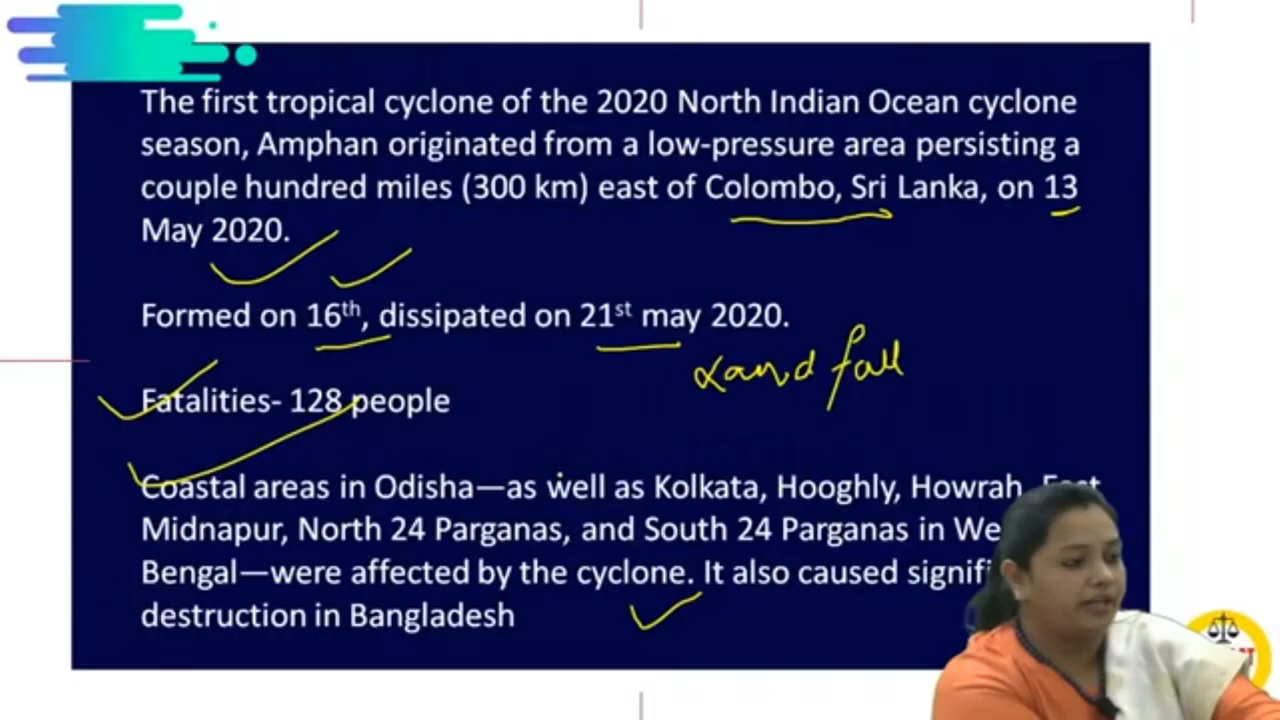 The first tropical cyclone of the 2020 North Indian Ocean cyclone
season, Amphan originated from a low-pressure area persisting a
couple hundred miles (300 km) east of Colombo, Sri Lanka, on 13
May 2020.
Formed on 16th, dissipated on 21st may 2020.
Land fall
Fatalities- 128 people
Coastal areas in Odisha—as well as Kolkata, Hooghly, Howrah, East
Midnapur, North 24 Parganas, and South 24 Parganas in We
Bengal—were affected by the cyclone. It also caused signifi
destruction in Bangladesh